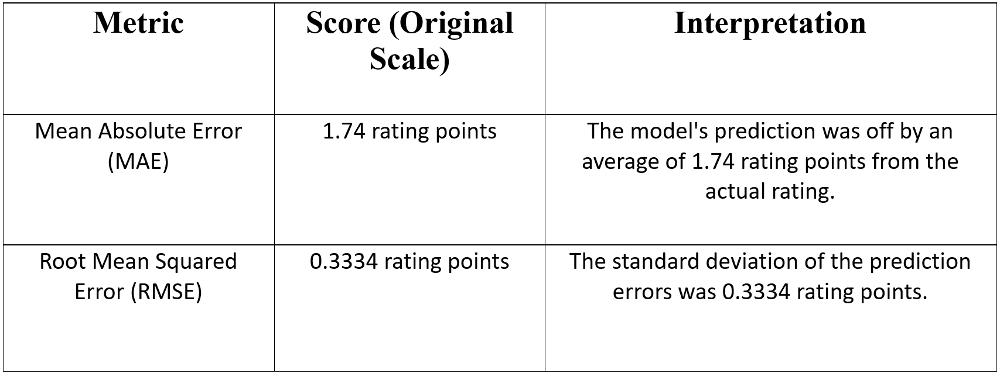 Metric
Score (Original
Scale)
Interpretation
Mean Absolute Error
(MAE)
1.74 rating points
The model's prediction was off by an
average of 1.74 rating points from the
actual rating.
Root Mean Squared
Error (RMSE)
0.3334 rating points
The standard deviation of the prediction
errors was 0.3334 rating points.